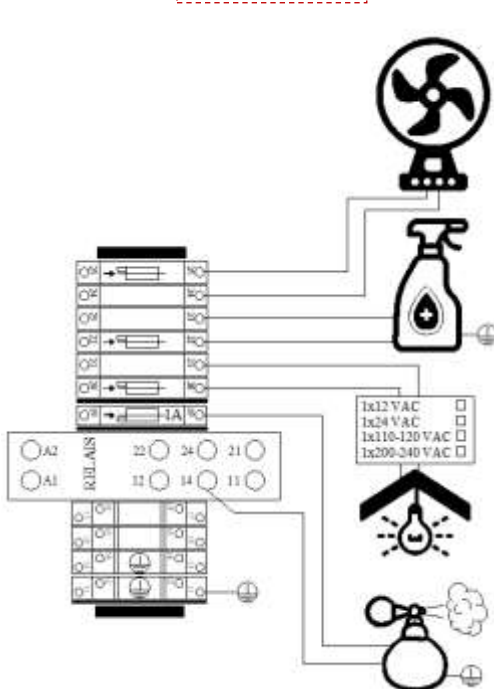 1A
1x12 VAC
1x24 VAC
1x110-120 VAC
1x200-240 VAC
RELAIS
A2 22 24 21
A1 12 14 11